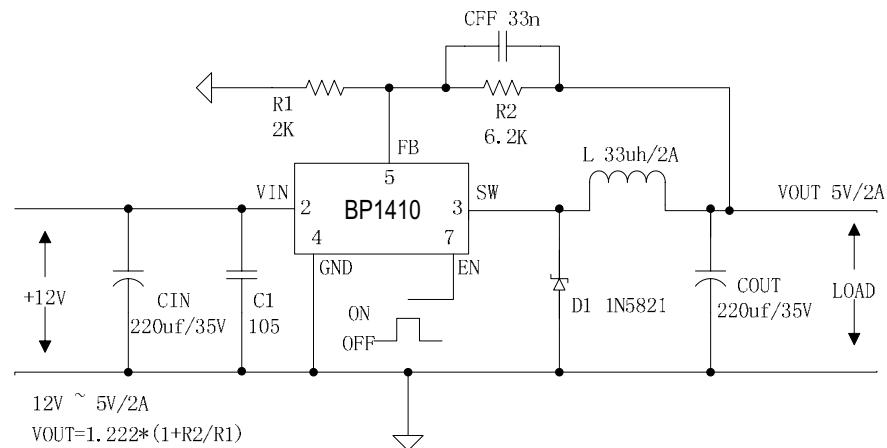 CFF 33n
R1
2K
R2
6.2K
FB
5
L 33uh/2A
VIN
2
BP1410
3
SW
VOUT 5V/2A
4
7
GND
EN
+12V
CIN
220uf/35V
C1
105
ON
OFF
D1 1N5821
COUT
220uf/35V
LOAD
12V ~ 5V/2A
VOUT=1.222*(1+R2/R1)